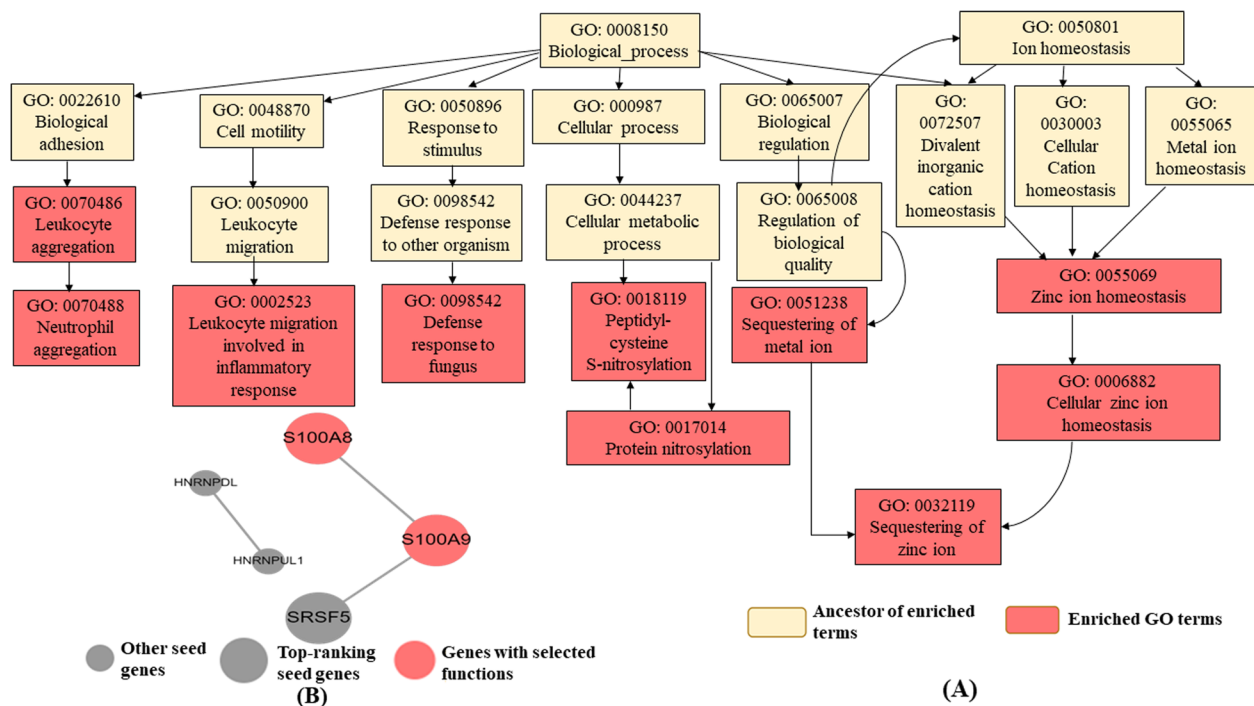 GO: 0008150
Biological_process
GO: 0050801
Ion homeostasis
GO: 0022610
Biological
adhesion
GO: 0048870
Cell motility
GO: 0050896
Response to
stimulus
GO: 000987
Cellular process
GO: 0065007
Biological
regulation
GO:
0072507
Divalent
inorganic
cation
homeostasis
GO:
0030003
Cellular
Cation
homeostasis
GO:
0055065
Metal ion
homeostasis
GO: 0070486
Leukocyte
aggregation
GO: 0050900
Leukocyte
migration
GO: 0098542
Defense response
to other organism
GO: 0044237
Cellular metabolic
process
GO: 0065008
Regulation of
biological
quality
GO: 0055069
Zinc ion homeostasis
GO: 0070488
Neutrophil
aggregation
GO: 0002523
Leukocyte migration
involved in
inflammatory
response
GO: 0098542
Defense
response to
fungus
GO: 0018119
Peptidyl-
cysteine
S-nitrosylation
GO: 0051238
Sequestering of
metal ion
GO: 0006882
Cellular zinc ion
homeostasis
GO: 0017014
Protein nitrosylation
GO: 0032119
Sequestering of
zinc ion
S100A8
HNRNPDL
S100A9
HNRNPUL1
SRSF5
Other seed
genes
Top-ranking
seed genes
Genes with selected
functions
(B)
Ancestor of enriched
terms
Enriched GO terms
(A)